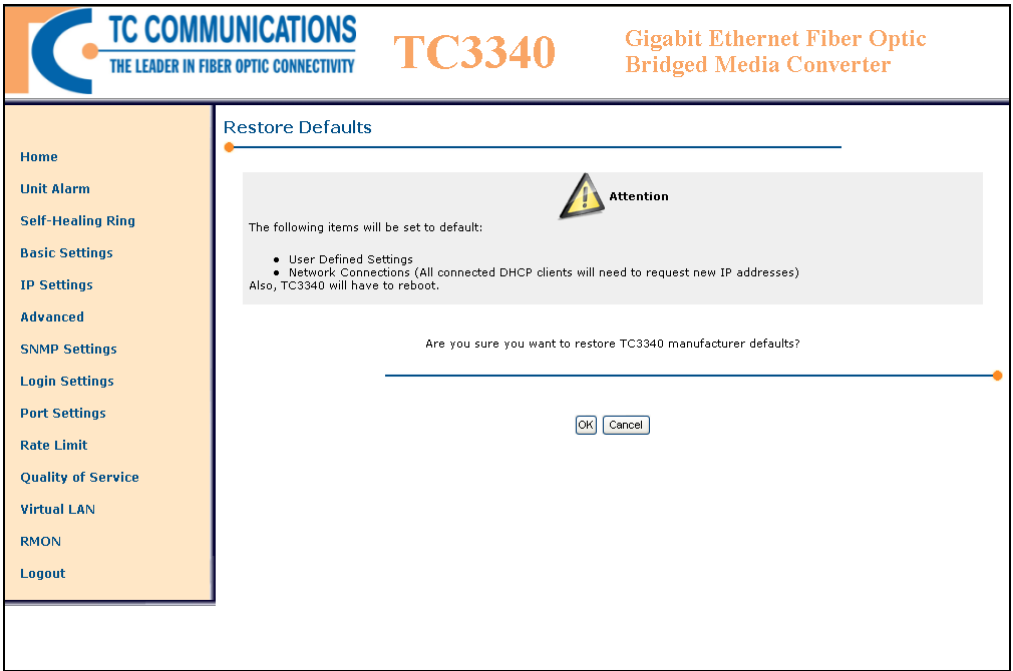 TC COMMUNICATIONS
THE LEADER IN FIBER OPTIC CONNECTIVITY
TC3340
Gigabit Ethernet Fiber Optic
Bridged Media Converter
Home
Unit Alarm
Self-Healing Ring
Basic Settings
IP Settings
Advanced
SNMP Settings
Login Settings
Port Settings
Rate Limit
Quality of Service
Virtual LAN
RMON
Logout
Restore Defaults
Attention
The following items will be set to default:
● User Defined Settings
● Network Connections (All connected DHCP clients will need to request new IP addresses)
Also, TC3340 will have to reboot.
Are you sure you want to restore TC3340 manufacturer defaults?
OK Cancel